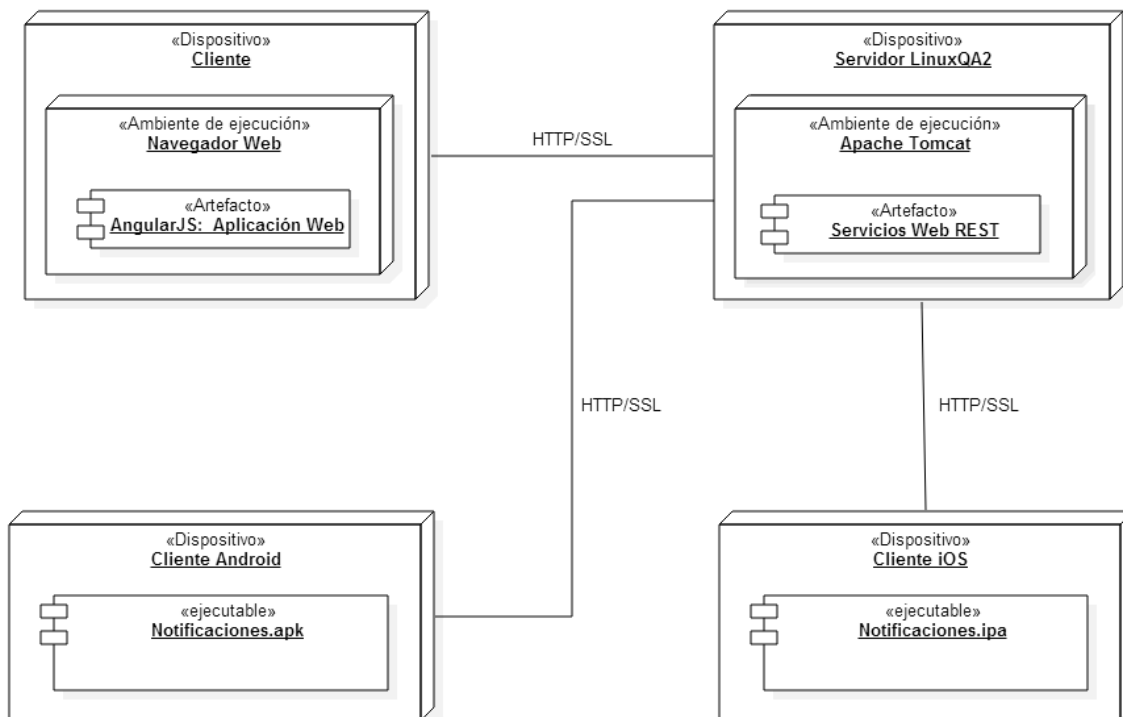 «Dispositivo»
Cliente
«Ambiente de ejecución»
Navegador Web
«Artefacto»
AngularJS: Aplicación Web
HTTP/SSL
«Dispositivo»
Servidor LinuxQA2
«Ambiente de ejecución»
Apache Tomcat
«Artefacto»
Servicios Web REST
HTTP/SSL
HTTP/SSL
«Dispositivo»
Cliente Android
«ejecutable»
Notificaciones.apk
«Dispositivo»
Cliente iOS
«ejecutable»
Notificaciones.ipa